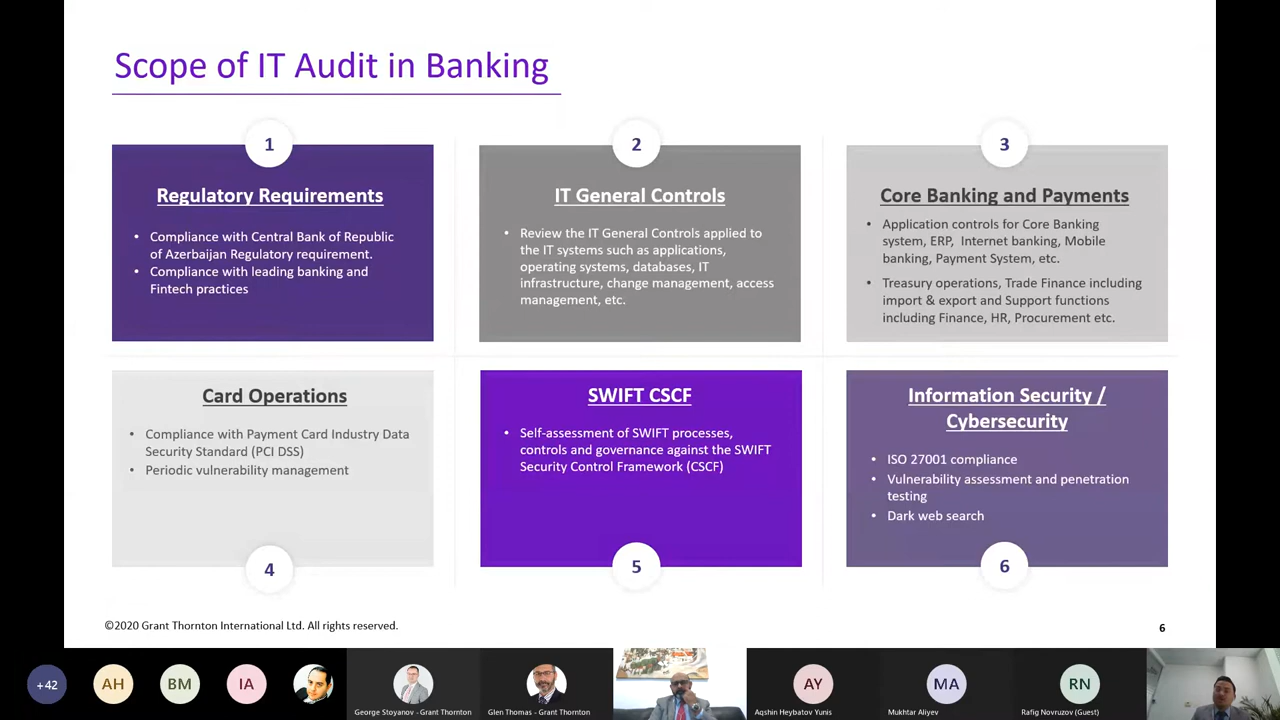 Scope of IT Audit in Banking
1
Regulatory Requirements
• Compliance with Central Bank of Republic
of Azerbaijan Regulatory requirement.
• Compliance with leading banking and
Fintech practices
2
IT General Controls
• Review the IT General Controls applied to
the IT systems such as applications,
operating systems, databases, IT
infrastructure, change management, access
management, etc.
3
Core Banking and Payments
• Application controls for Core Banking
system, ERP, Internet banking, Mobile
banking, Payment System, etc.
• Treasury operations, Trade Finance including
import & export and Support functions
including Finance, HR, Procurement etc.
Card Operations
• Compliance with Payment Card Industry Data
Security Standard (PCI DSS)
• Periodic vulnerability management
4
SWIFT CSCF
• Self-assessment of SWIFT processes,
controls and governance against the SWIFT
Security Control Framework (CSCF)
5
Information Security /
Cybersecurity
• ISO 27001 compliance
• Vulnerability assessment and penetration
testing
• Dark web search
6
©2020 Grant Thornton International Ltd. All rights reserved.
6
+42
AH
BM
IA
George Stoyanov - Grant Thornton
Glen Thomas - Grant Thornton
AY
Aqshin Heybatov Yunis
MA
Mukhtar Aliyev
RN
Rafig Novruzov (Guest)